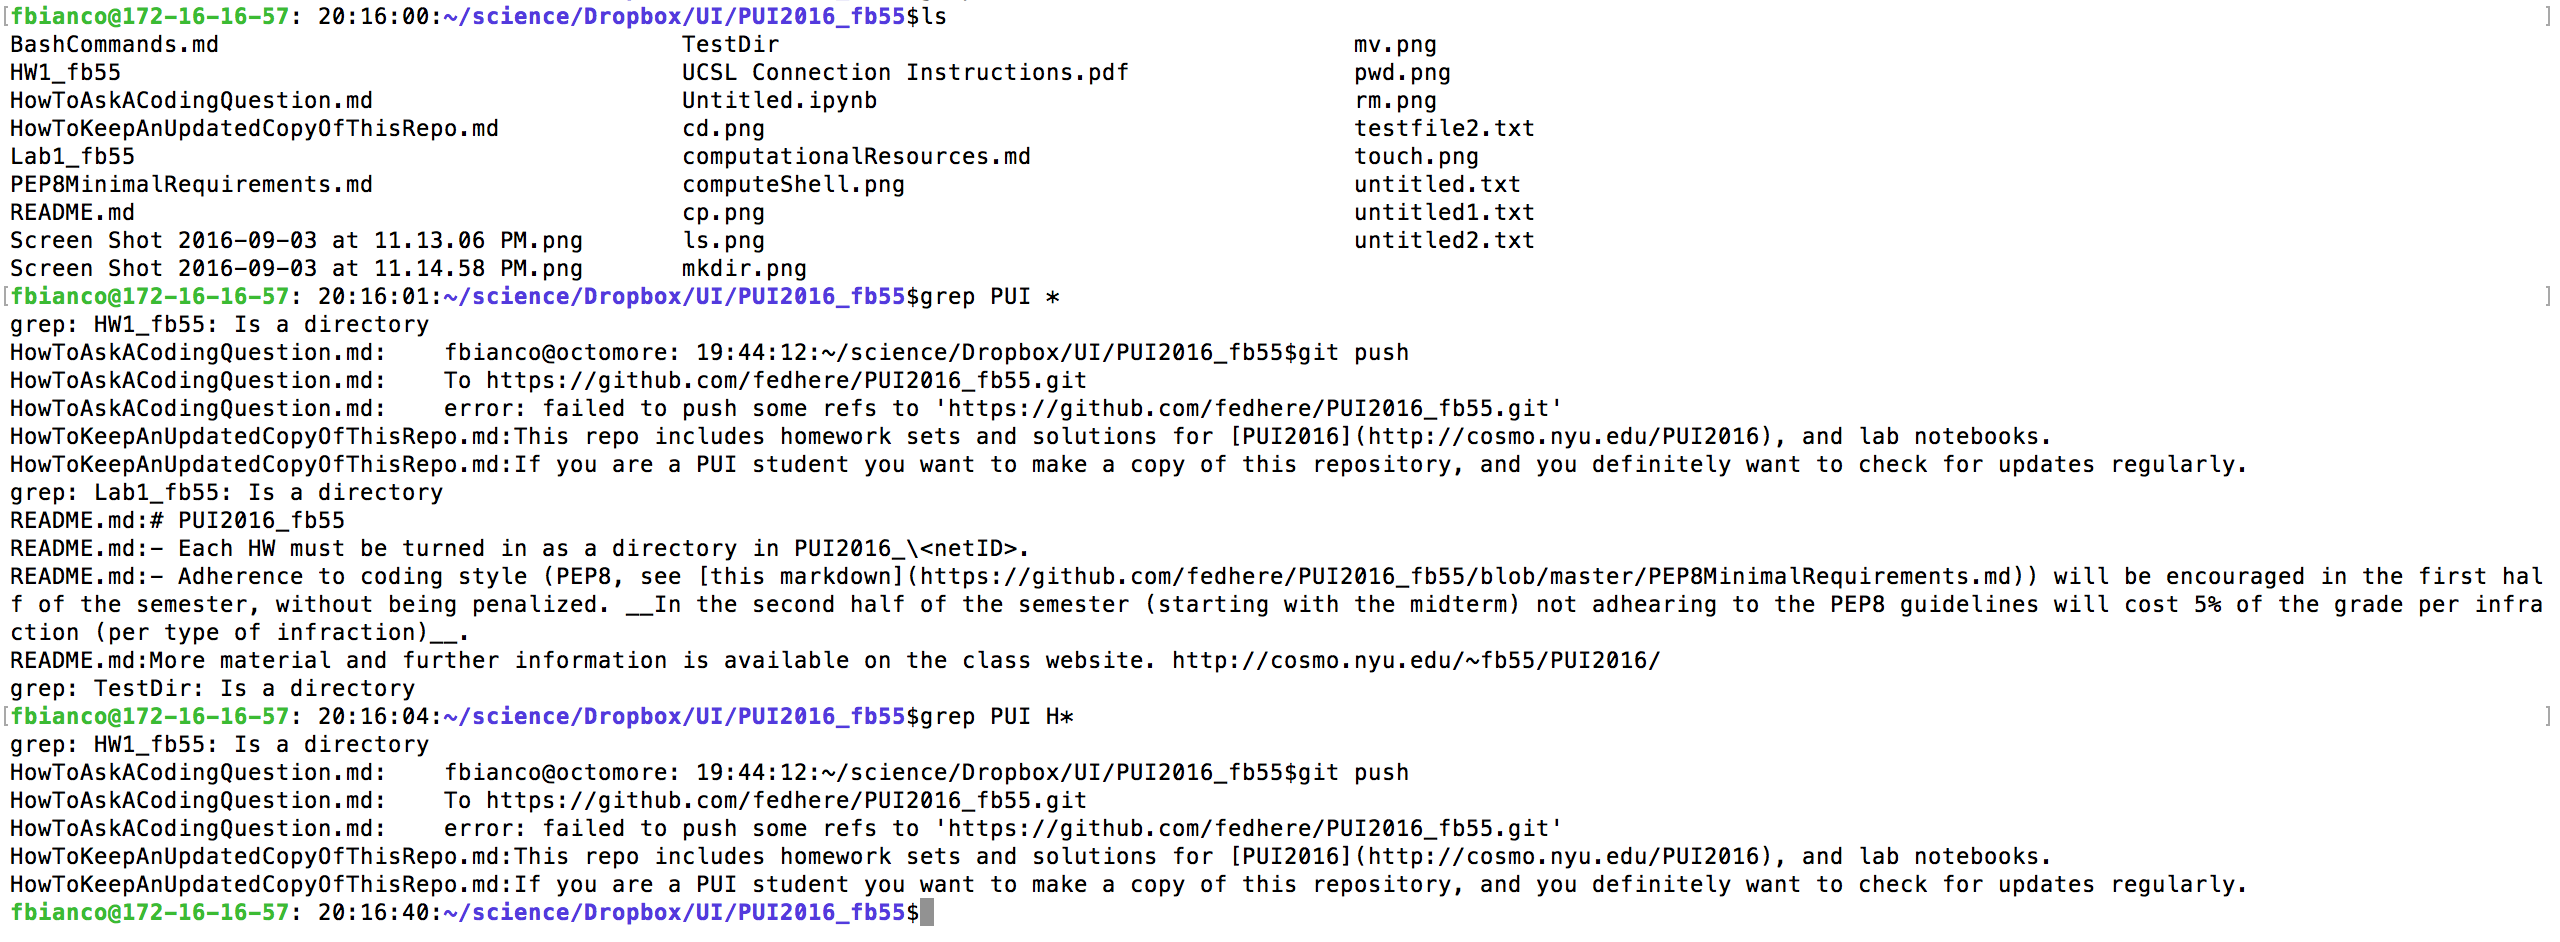 [fbianco@172-16-16-57: 20:16:00:~/science/Dropbox/UI/PUI2016_fb55$ls ]
BashCommands.md TestDir mv.png
HW1_fb55 UCSL Connection Instructions.pdf pwd.png
HowToAskACodingQuestion.md Untitled.ipynb rm.png
HowToKeepAnUpdatedCopyOfThisRepo.md cd.png testfile2.txt
Lab1_fb55 computationalResources.md touch.png
PEP8MinimalRequirements.md computeShell.png untitled.txt
README.md cp.png untitled1.txt
Screen Shot 2016-09-03 at 11.13.06 PM.png ls.png untitled2.txt
Screen Shot 2016-09-03 at 11.14.58 PM.png mkdir.png
[fbianco@172-16-16-57: 20:16:01:~/science/Dropbox/UI/PUI2016_fb55$grep PUI * ]
grep: HW1_fb55: Is a directory
HowToAskACodingQuestion.md:    fbianco@octomore: 19:44:12:~/science/Dropbox/UI/PUI2016_fb55$git push
HowToAskACodingQuestion.md:    To https://github.com/fedhere/PUI2016_fb55.git
HowToAskACodingQuestion.md:    error: failed to push some refs to 'https://github.com/fedhere/PUI2016_fb55.git'
HowToKeepAnUpdatedCopyOfThisRepo.md:This repo includes homework sets and solutions for [PUI2016](http://cosmo.nyu.edu/PUI2016), and lab notebooks.
HowToKeepAnUpdatedCopyOfThisRepo.md:If you are a PUI student you want to make a copy of this repository, and you definitely want to check for updates regularly.
grep: Lab1_fb55: Is a directory
README.md:# PUI2016_fb55
README.md:- Each HW must be turned in as a directory in PUI2016_\<netID>.
README.md:- Adherence to coding style (PEP8, see [this markdown](https://github.com/fedhere/PUI2016_fb55/blob/master/PEP8MinimalRequirements.md)) will be encouraged in the first hal
f of the semester, without being penalized. __In the second half of the semester (starting with the midterm) not adhearing to the PEP8 guidelines will cost 5% of the grade per infra
ction (per type of infraction)__.
README.md:More material and further information is available on the class website. http://cosmo.nyu.edu/~fb55/PUI2016/
grep: TestDir: Is a directory
[fbianco@172-16-16-57: 20:16:04:~/science/Dropbox/UI/PUI2016_fb55$grep PUI H* ]
grep: HW1_fb55: Is a directory
HowToAskACodingQuestion.md:    fbianco@octomore: 19:44:12:~/science/Dropbox/UI/PUI2016_fb55$git push
HowToAskACodingQuestion.md:    To https://github.com/fedhere/PUI2016_fb55.git
HowToAskACodingQuestion.md:    error: failed to push some refs to 'https://github.com/fedhere/PUI2016_fb55.git'
HowToKeepAnUpdatedCopyOfThisRepo.md:This repo includes homework sets and solutions for [PUI2016](http://cosmo.nyu.edu/PUI2016), and lab notebooks.
HowToKeepAnUpdatedCopyOfThisRepo.md:If you are a PUI student you want to make a copy of this repository, and you definitely want to check for updates regularly.
fbianco@172-16-16-57: 20:16:40:~/science/Dropbox/UI/PUI2016_fb55$